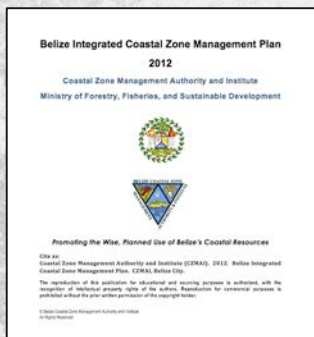 Belize Integrated Coastal Zone Management Plan
2012
Coastal Zone Management Authority and Institute
Ministry of Forestry, Fisheries, and Sustainable Development
BELIZE COASTAL ZONE
Promoting the Wise, Planned Use of Belize's Coastal Resources
Cite as:
Coastal Zone Management Authority and Institute (CZMAI). 2012. Belize Integrated
Coastal Zone Management Plan. CZMAI, Belize City.
The reproduction of this publication for educational and sourcing purposes is authorized, with the
recognition of intellectual property rights of the authors. Reproduction for commercial purposes is
prohibited without the prior written permission of the copyright holder.
© Belize Coastal Zone Management Authority and Institute
All Rights Reserved